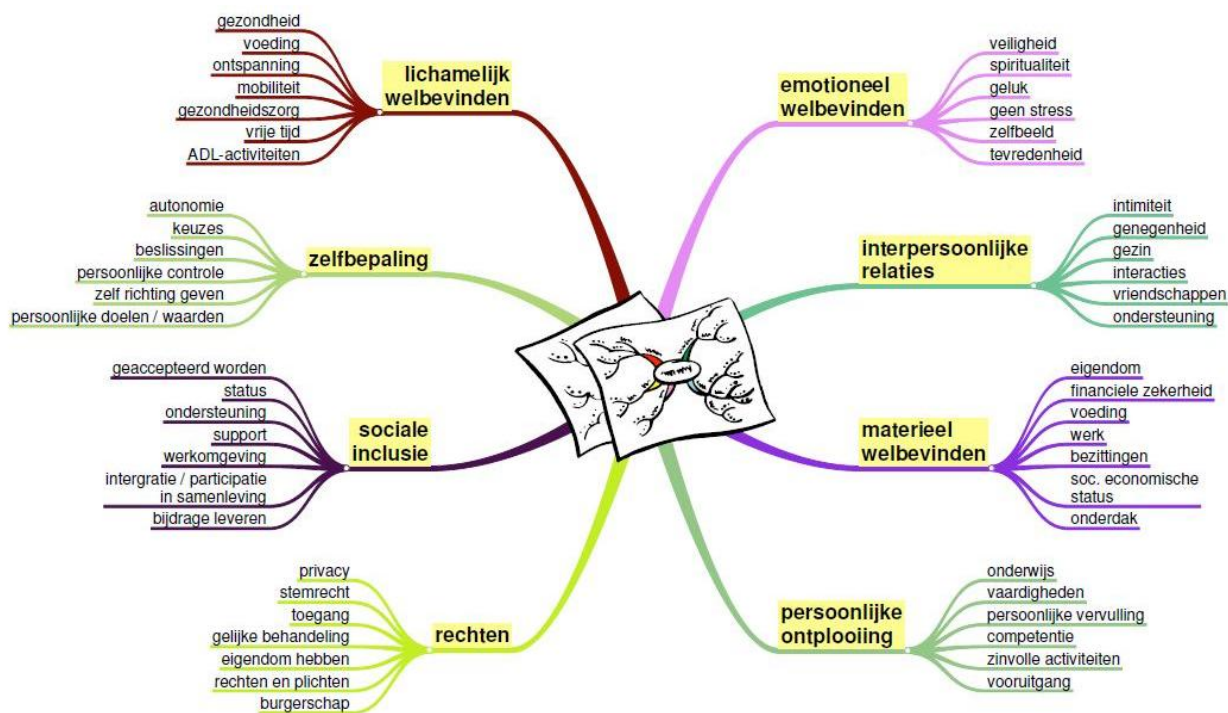 gezondheid
voeding
ontspanning
mobiliteit
gezondheidszorg
vrije tijd
ADL-activiteiten
lichamelijk
welbevinden
autonomie
keuzes
beslissingen
persoonlijke controle
zelf richting geven
persoonlijke doelen / waarden
zelfbepaling
geaccepteerd worden
status
ondersteuning
support
werkomgeving
intergratie / participatie
in samenleving
bijdrage leveren
sociale
inclusie
privacy
stemrecht
toegang
gelijke behandeling
eigendom hebben
rechten en plichten
burgerschap
rechten
emotioneel
welbevinden
veiligheid
spiritualiteit
geluk
geen stress
zelfbeeld
tevredenheid
interpersoonlijke
relaties
intimiteit
genegenheid
gezin
interacties
vriendschappen
ondersteuning
materieel
welbevinden
eigendom
financiele zekerheid
voeding
werk
bezittingen
soc. economische
status
onderdak
persoonlijke
ontplooiing
onderwijs
vaardigheden
persoonlijke vervulling
competentie
zinvolle activiteiten
vooruitgang